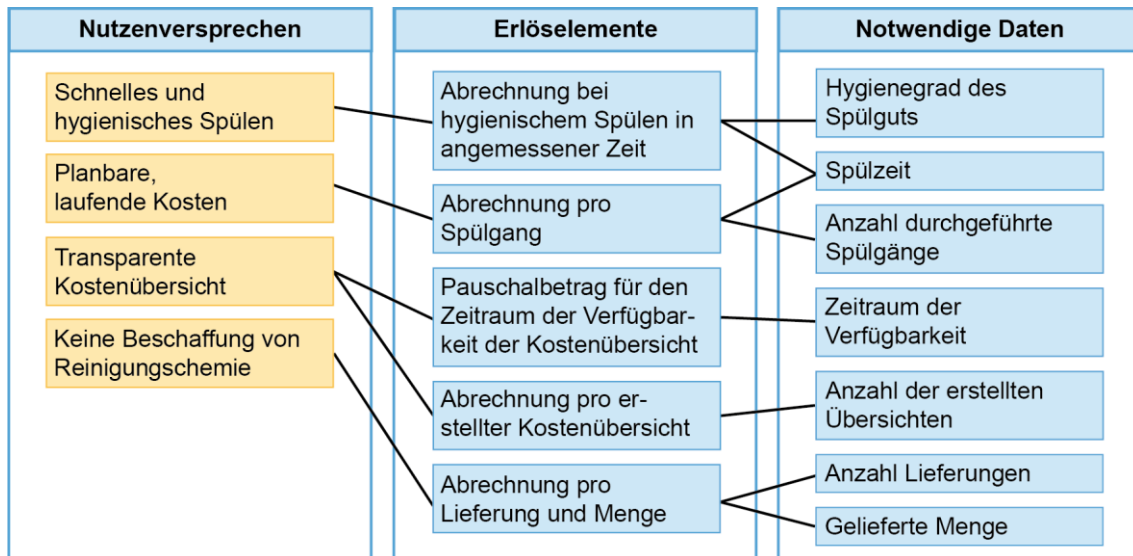 Nutzenversprechen
Schnelles und
hygienisches Spülen
Planbare,
laufende Kosten
Transparente
Kostenübersicht
Keine Beschaffung von
Reinigungschemie
Erlöselemente
Abrechnung bei
hygienischem Spülen in
angemessener Zeit
Abrechnung pro
Spülgang
Pauschalbetrag für den
Zeitraum der Verfügbar-
keit der Kostenübersicht
Abrechnung pro er-
stellter Kostenübersicht
Abrechnung pro
Lieferung und Menge
Notwendige Daten
Hygienegrad des
Spülguts
Spülzeit
Anzahl durchgeführte
Spülgänge
Zeitraum der
Verfügbarkeit
Anzahl der erstellten
Übersichten
Anzahl Lieferungen
Gelieferte Menge